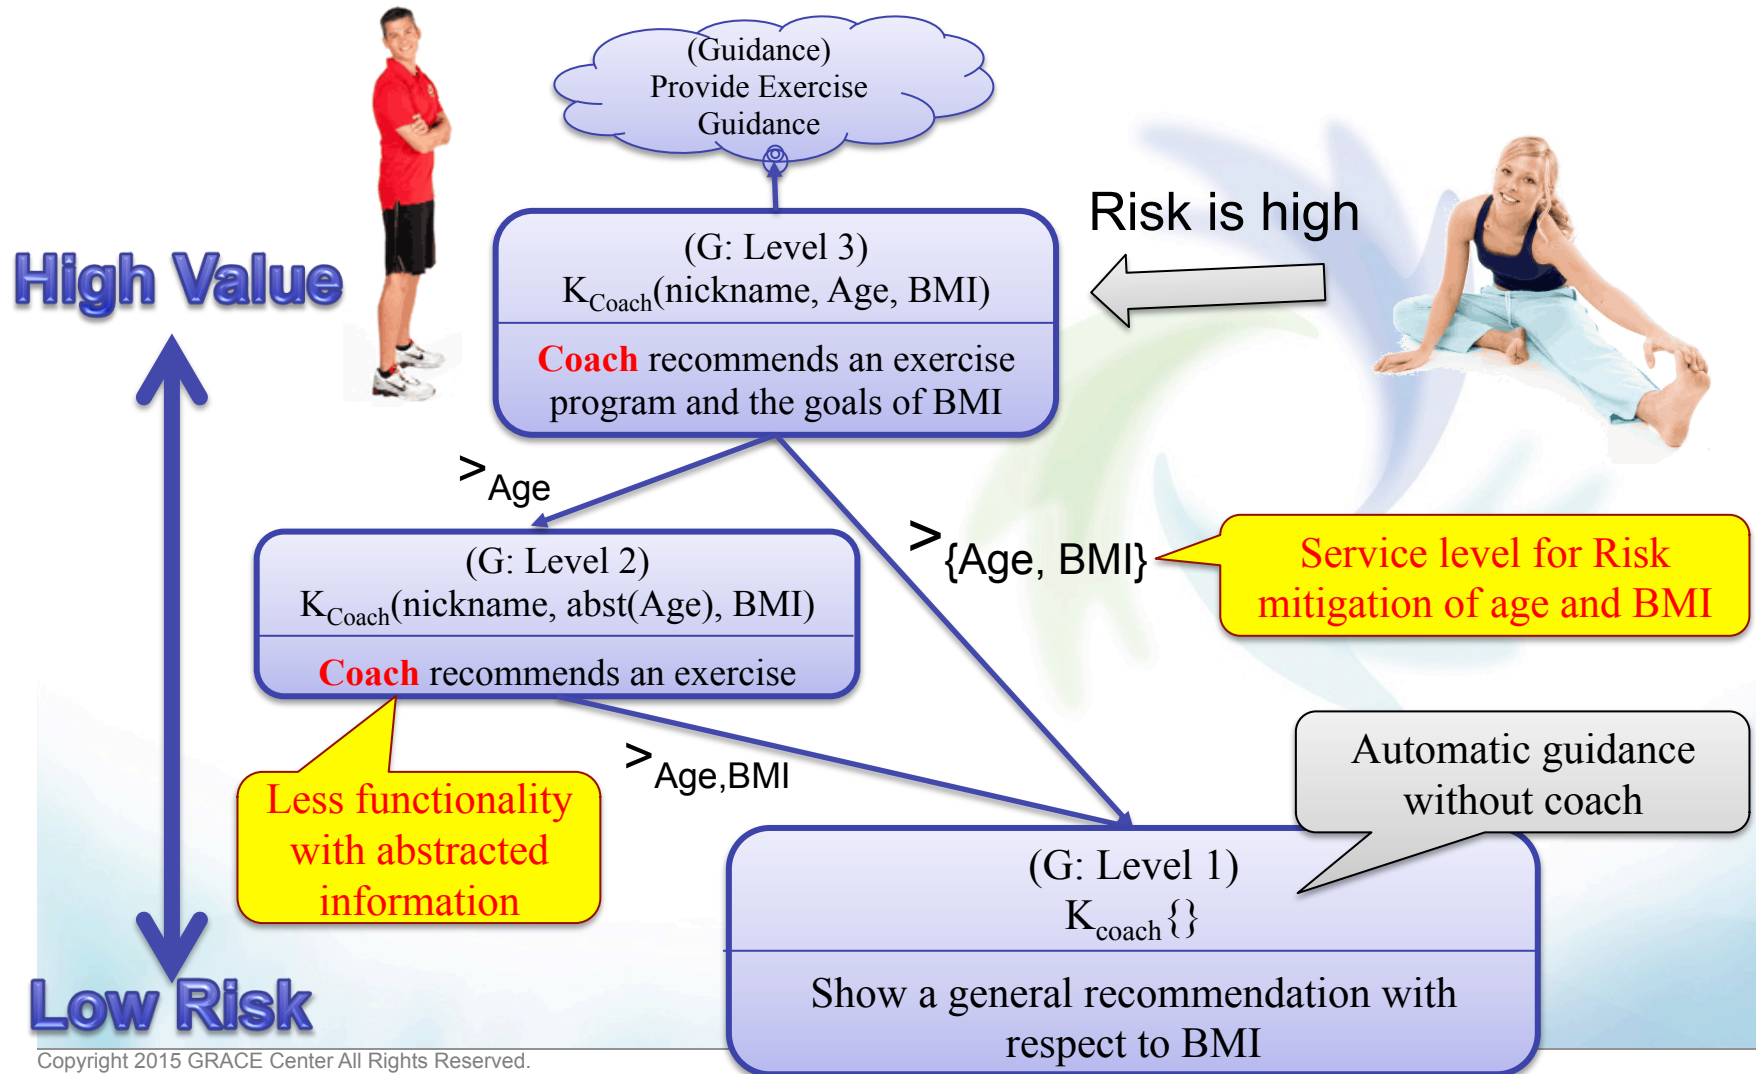 (Guidance)
Provide Exercise
Guidance
Risk is high
(G: Level 3)
K_Coach(nickname, Age, BMI)
High Value
Coach recommends an exercise
program and the goals of BMI
>Age
>{Age, BMI}
Service level for Risk
mitigation of age and BMI
(G: Level 2)
K_Coach(nickname, abst(Age), BMI)
Coach recommends an exercise
>Age,BMI
Automatic guidance
without coach
Less functionality
with abstracted
information
(G: Level 1)
K_coach{}
Show a general recommendation with
respect to BMI
Low Risk
Copyright 2015 GRACE Center All Rights Reserved.